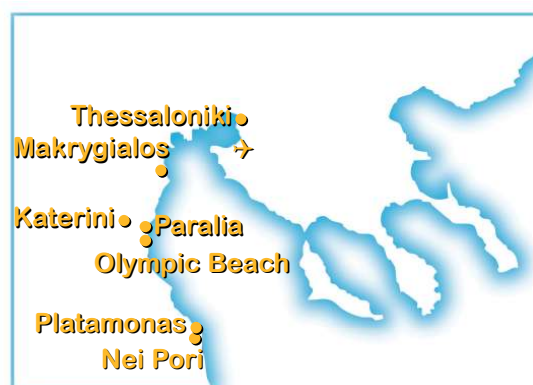 Thessaloniki
Makrygialos
Katerini
Paralia
Olympic Beach
Platamonas
Nei Pori